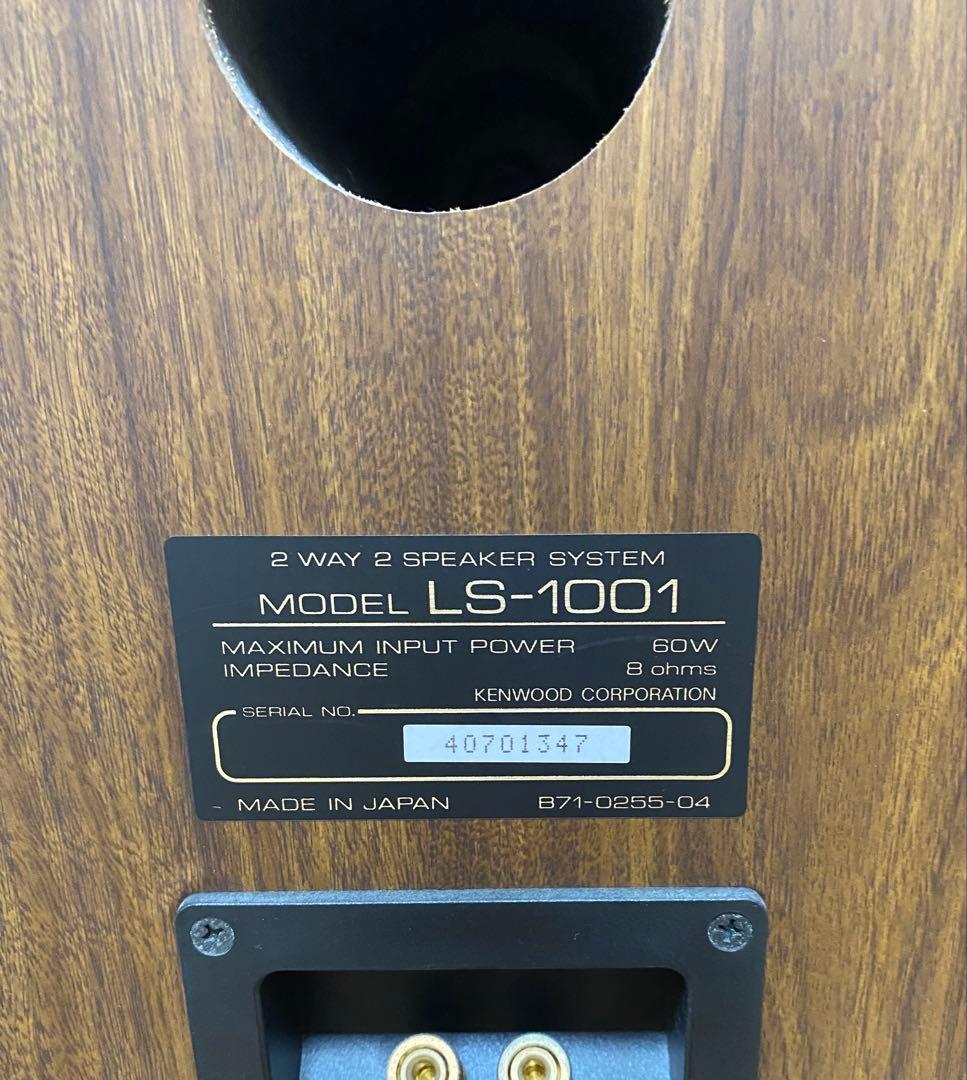 2 WAY 2 SPEAKER SYSTEM
MODEL LS-1001
MAXIMUM INPUT POWER 60W
IMPEDANCE 8 ohms
KENWOOD CORPORATION
SERIAL NO.
40701347
MADE IN JAPAN B71-0255-04